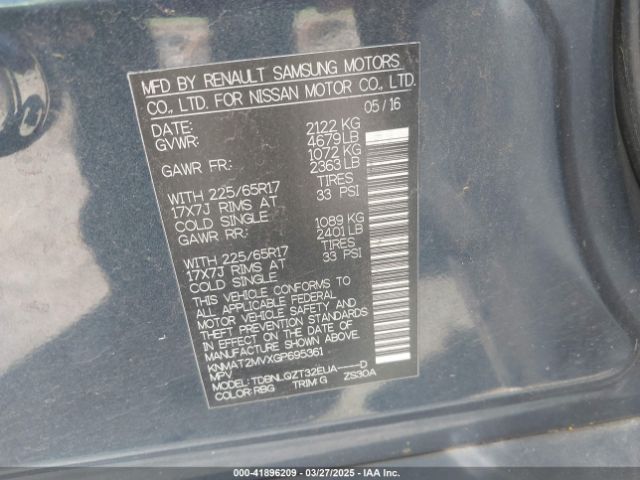 MFD BY RENAULT SAMSUNG MOTORS
CO., LTD. FOR NISSAN MOTOR CO., LTD.
05/16
DATE:
GVWR: 2122 KG
4679 LB
GAWR FR: 1072 KG
2363 LB
WITH 225/65R17 TIRES
17X7J RIMS AT 33 PSI
COLD SINGLE
GAWR RR: 1089 KG
2401 LB
WITH 225/65R17 TIRES
17X7J RIMS AT 33 PSI
COLD SINGLE
THIS VEHICLE CONFORMS TO
ALL APPLICABLE FEDERAL
MOTOR VEHICLE SAFETY AND
THEFT PREVENTION STANDARDS
IN EFFECT ON THE DATE OF
MANUFACTURE SHOWN ABOVE.
KNMAT2MVXGP695361
MPV
MODEL: TDBNLQZT32EUA----D
COLOR: RBG TRIM: G ZS30A
000-41896209 - 03/27/2025 - IAA Inc.